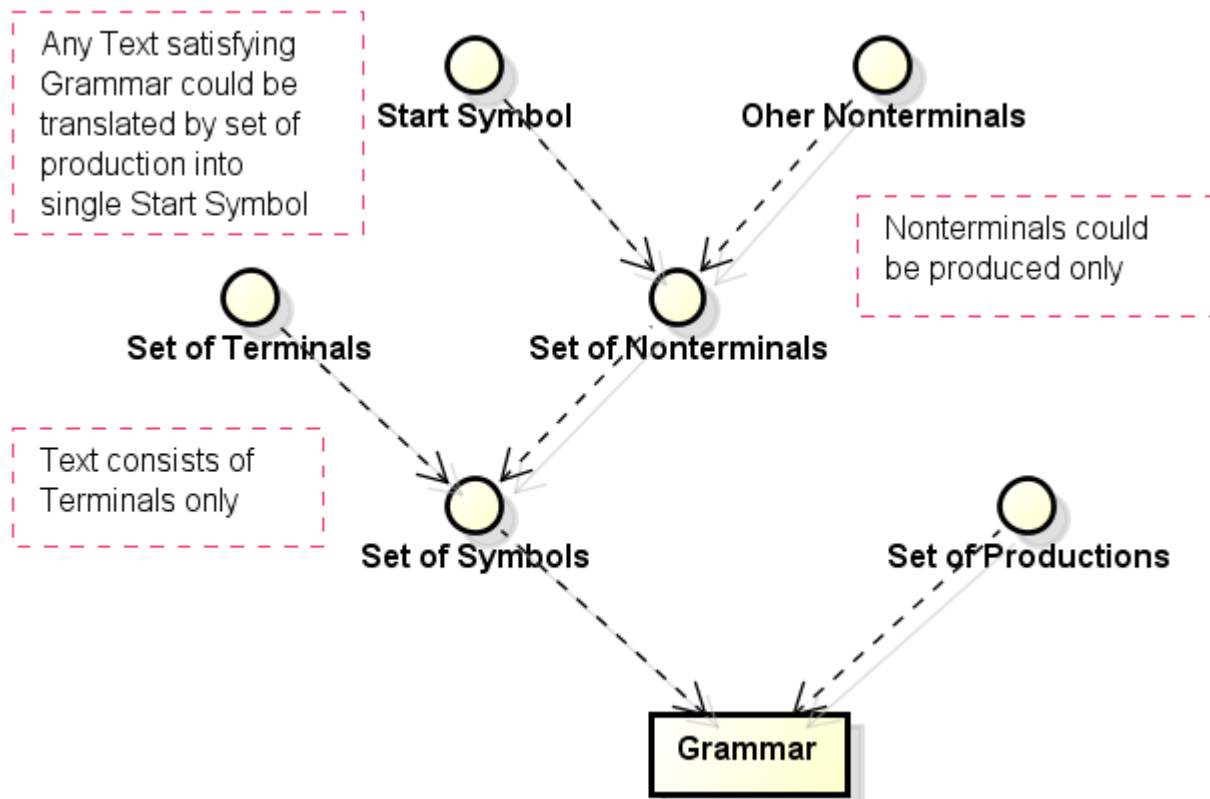 Any Text satisfying
Grammar could be
translated by set of
production into
single Start Symbol
Start Symbol
Oher Nonterminals
Nonterminals could
be produced only
Set of Terminals
Set of Nonterminals
Text consists of
Terminals only
Set of Symbols
Set of Productions
Grammar